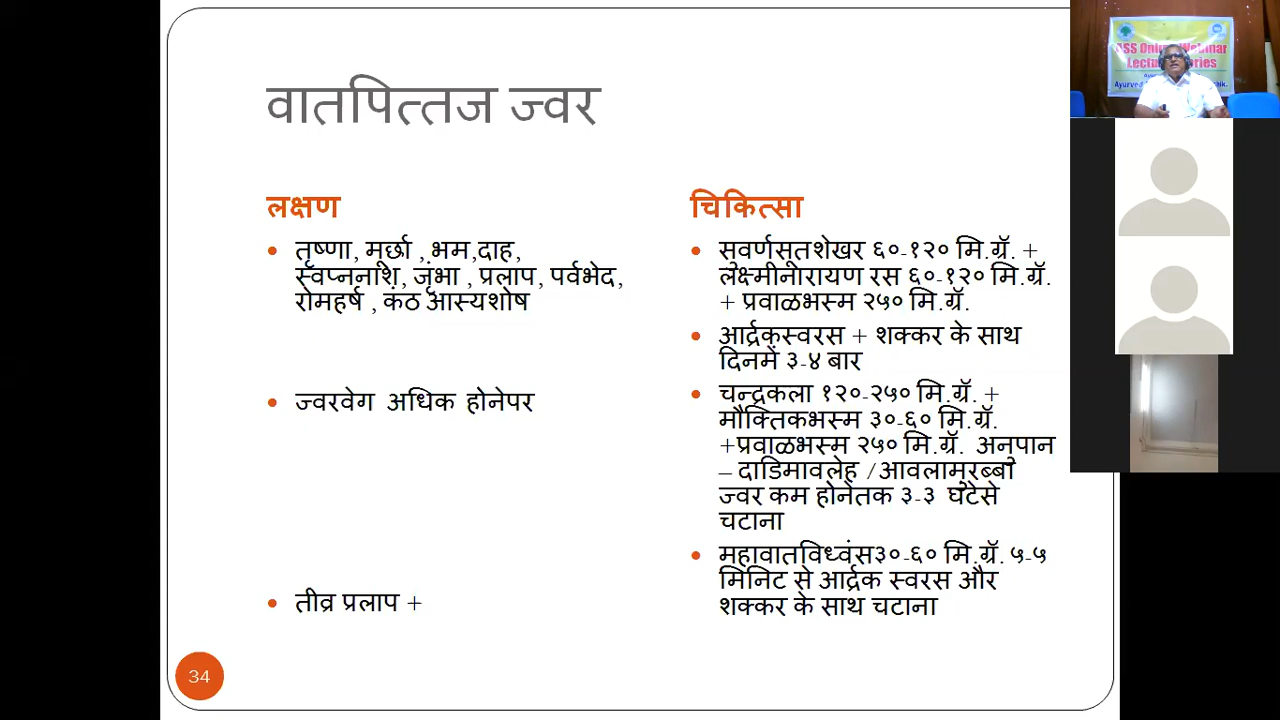 वातपित्तज ज्वर
लक्षण
तृष्णा, मूर्छा ,भम,दाह,
स्वप्ननाश, जृंभा , प्रलाप, पर्वभेद,
रोमहर्ष , कंठ आस्यशोष
ज्वरवेग अधिक होनेपर
तीव्र प्रलाप +
चिकित्सा
सुवर्णसूतशेखर ६०-१२० मि.ग्रॅ. +
लक्ष्मीनारायण रस ६०-१२० मि.ग्रॅ.
+ प्रवाळभस्म २५० मि.ग्रॅ.
आर्द्रकस्वरस + शक्कर के साथ
दिनमें ३-४ बार
चन्द्रकला १२०-२५० मि.ग्रॅ. +
मौक्तिकभस्म ३०-६० मि.ग्रॅ.
+प्रवाळभस्म २५० मि.ग्रॅ. अनुपान
– दाडिमावलेह /आवलामुरब्बा
ज्वर कम होनेतक ३-३ घंटेसे
चटाना
महावातविध्वंस३०-६० मि.ग्रॅ. ५-५
मिनिट से आर्द्रक स्वरस और
शक्कर के साथ चटाना
34
Webinar